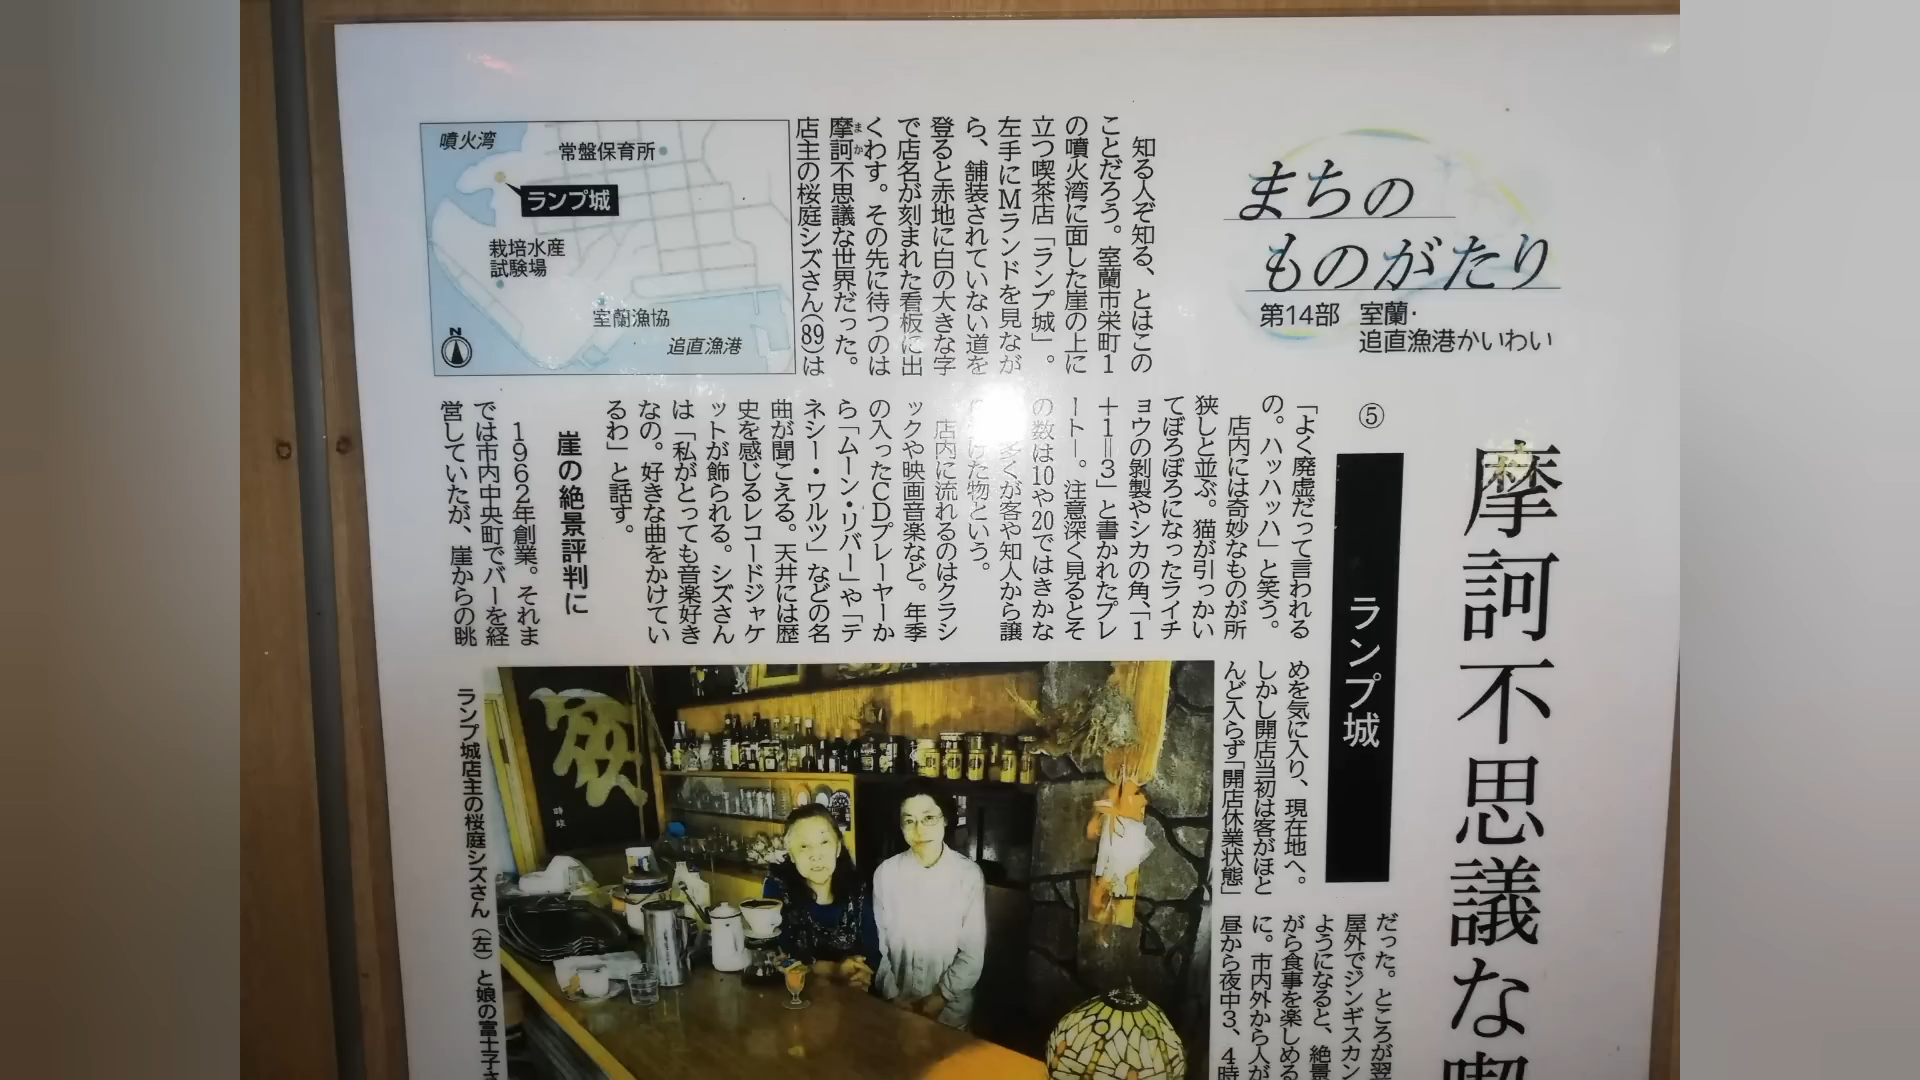 まちの
ものがたり
第14部 室蘭・
追直漁港かいわい
⑤
摩訶不思議な喫
ランプ城
知る人ぞ知る、とはこの
ことだろう。室蘭市栄町1
の噴火湾に面した崖の上に
立つ喫茶店「ランプ城」。
左手にMランドを見なが
ら、舗装されていない道を
登ると赤地に白の大きな字
で店名が刻まれた看板に出
くわす。その先に待つのは
摩訶不思議な世界だった。
まか
店主の桜庭シズさん(89)は
噴火湾
常盤保育所
ランプ城
栽培水産
試験場
室蘭漁協
追直漁港
N
「よく廃虚だって言われる
の。ハッハッハ」と笑う。
店内には奇妙なものが所
狭しと並ぶ。猫が引っかい
てぼろぼろになったライチ
ョウの剝製やシカの角、「1
+1=3」と書かれたプレ
ート―。注意深く見るとそ
の数は10や20ではきかな
多くが客や知人から譲
けた物という。
店内に流れるのはクラシ
ックや映画音楽など。年季
の入ったCDプレーヤーか
ら「ムーン・リバー」や「テ
ネシー・ワルツ」などの名
曲が聞こえる。天井には歴
史を感じるレコードジャケ
ットが飾られる。シズさん
は「私がとっても音楽好き
なの。好きな曲をかけてい
るわ」と話す。
崖の絶景評判に
1962年創業。それま
では市内中央町でバーを経
営していたが、崖からの眺
めを気に入り、現在地へ。
しかし開店当初は客がほと
んど入らず「開店休業状態」
だった。ところが翌
屋外でジンギスカン
ようになると、絶景
がら食事を楽しめる
に。市内外から人が
昼から夜中3、4時
ランプ城店主の桜庭シズさん(左)と娘の富士子さ